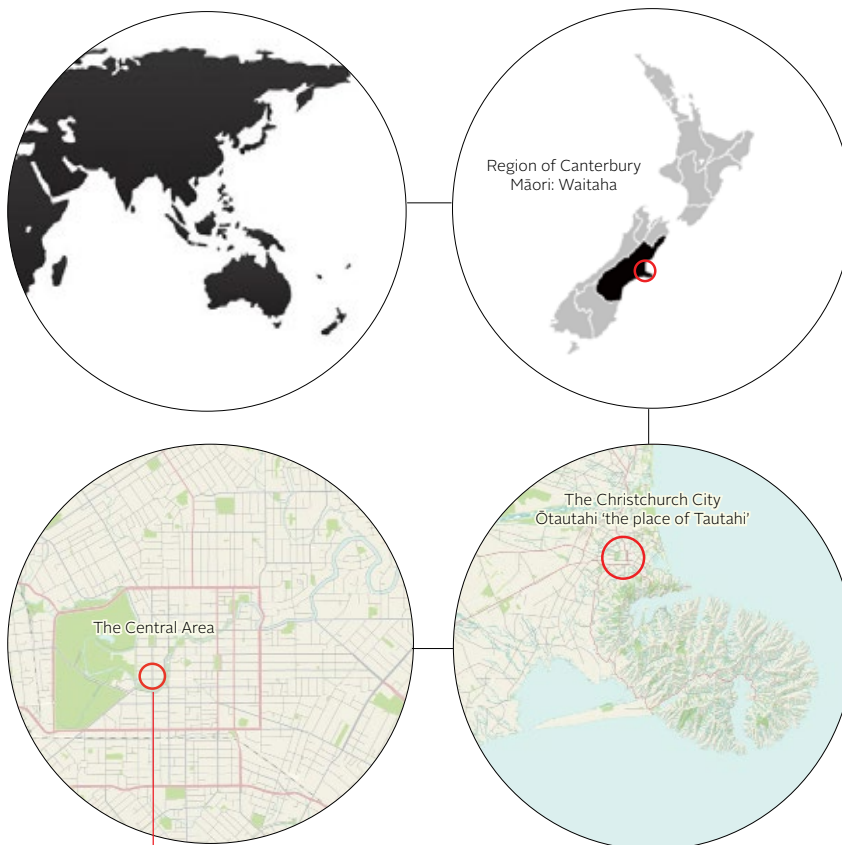 Region of Canterbury
Māori: Waitaha
The Christchurch City
Ōtautahi ‘the place of Tautahi’
The Central Area